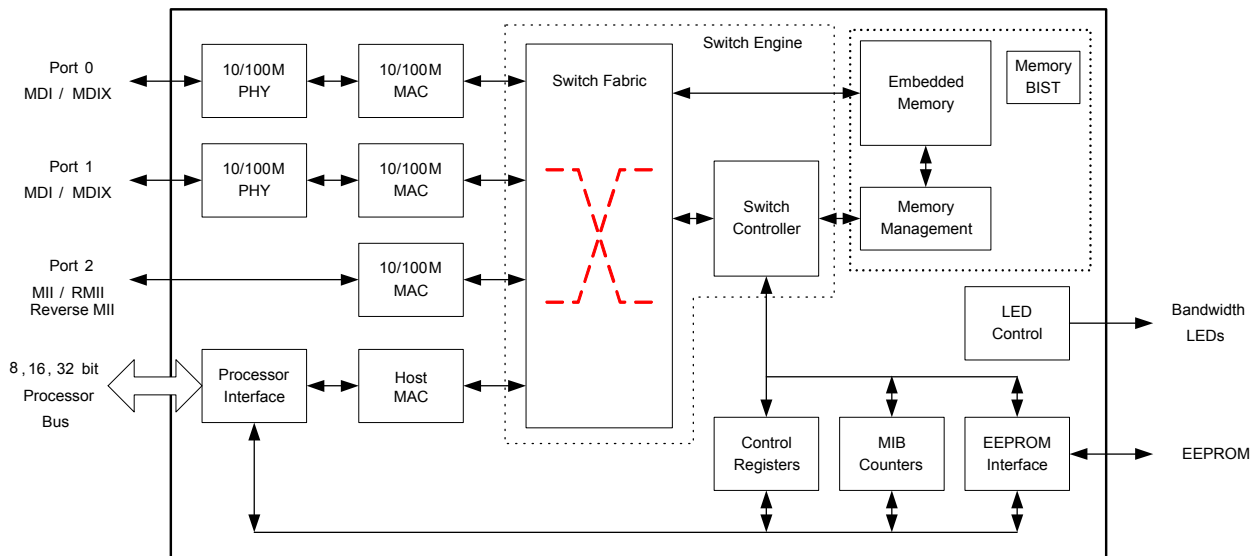 Port 0
MDI / MDIX
10/100M
PHY
10/100M
MAC
Switch Fabric
Switch Engine
Embedded
Memory
Memory
BIST
Port 1
MDI / MDIX
10/100M
PHY
10/100M
MAC
Switch
Controller
Memory
Management
Port 2
MII / RMII
Reverse MII
10/100M
MAC
LED
Control
Bandwidth
LEDs
8, 16, 32 bit
Processor
Bus
Processor
Interface
Host
MAC
Control
Registers
MIB
Counters
EEPROM
Interface
EEPROM